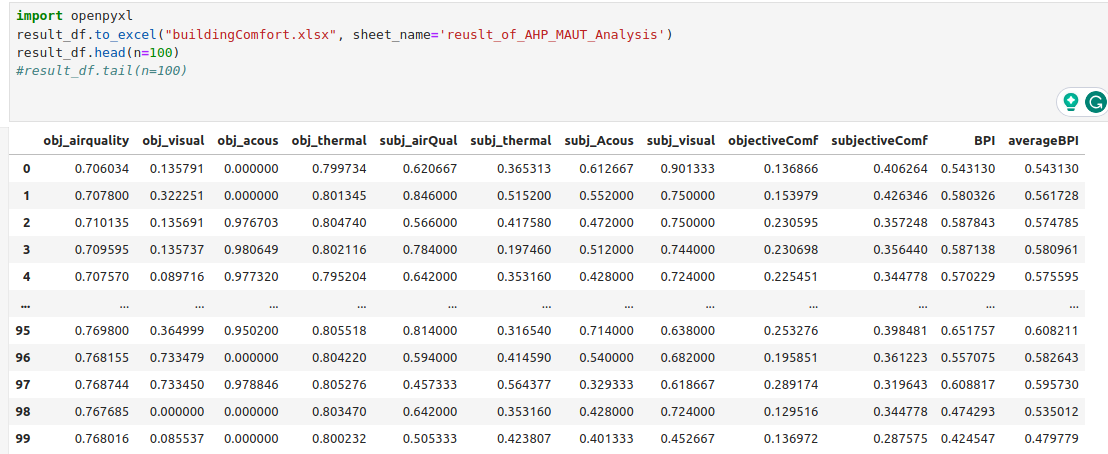 import openpyxl
result_df.to_excel("buildingComfort.xlsx", sheet_name='reuslt_of_AHP_MAUT_Analysis')
result_df.head(n=100)
#result_df.tail(n=100)
obj_airquality obj_visual obj_acous obj_thermal subj_airQual subj_thermal subj_Acous subj_visual objectiveComf subjectiveComf BPI averageBPI
0 0.706034 0.135791 0.000000 0.799734 0.620667 0.365313 0.612667 0.901333 0.136866 0.406264 0.543130 0.543130
1 0.707800 0.322251 0.000000 0.801345 0.846000 0.515200 0.552000 0.750000 0.153979 0.426346 0.580326 0.561728
2 0.710135 0.135691 0.976703 0.804740 0.566000 0.417580 0.472000 0.750000 0.230595 0.357248 0.587843 0.574785
3 0.709595 0.135737 0.980649 0.802116 0.784000 0.197460 0.512000 0.744000 0.230698 0.356440 0.587138 0.580961
4 0.707570 0.089716 0.977320 0.795204 0.642000 0.353160 0.428000 0.724000 0.225451 0.344778 0.570229 0.575595
... ... ... ... ... ... ... ... ... ... ... ... ...
95 0.769800 0.364999 0.950200 0.805518 0.814000 0.316540 0.714000 0.638000 0.253276 0.398481 0.651757 0.608211
96 0.768155 0.733479 0.000000 0.804220 0.594000 0.414590 0.540000 0.682000 0.195851 0.361223 0.557075 0.582643
97 0.768744 0.733450 0.978846 0.805276 0.457333 0.564377 0.329333 0.618667 0.289174 0.319643 0.608817 0.595730
98 0.767685 0.000000 0.000000 0.803470 0.642000 0.353160 0.428000 0.724000 0.129516 0.344778 0.474293 0.535012
99 0.768016 0.085537 0.000000 0.800232 0.505333 0.423807 0.401333 0.452667 0.136972 0.287575 0.424547 0.479779